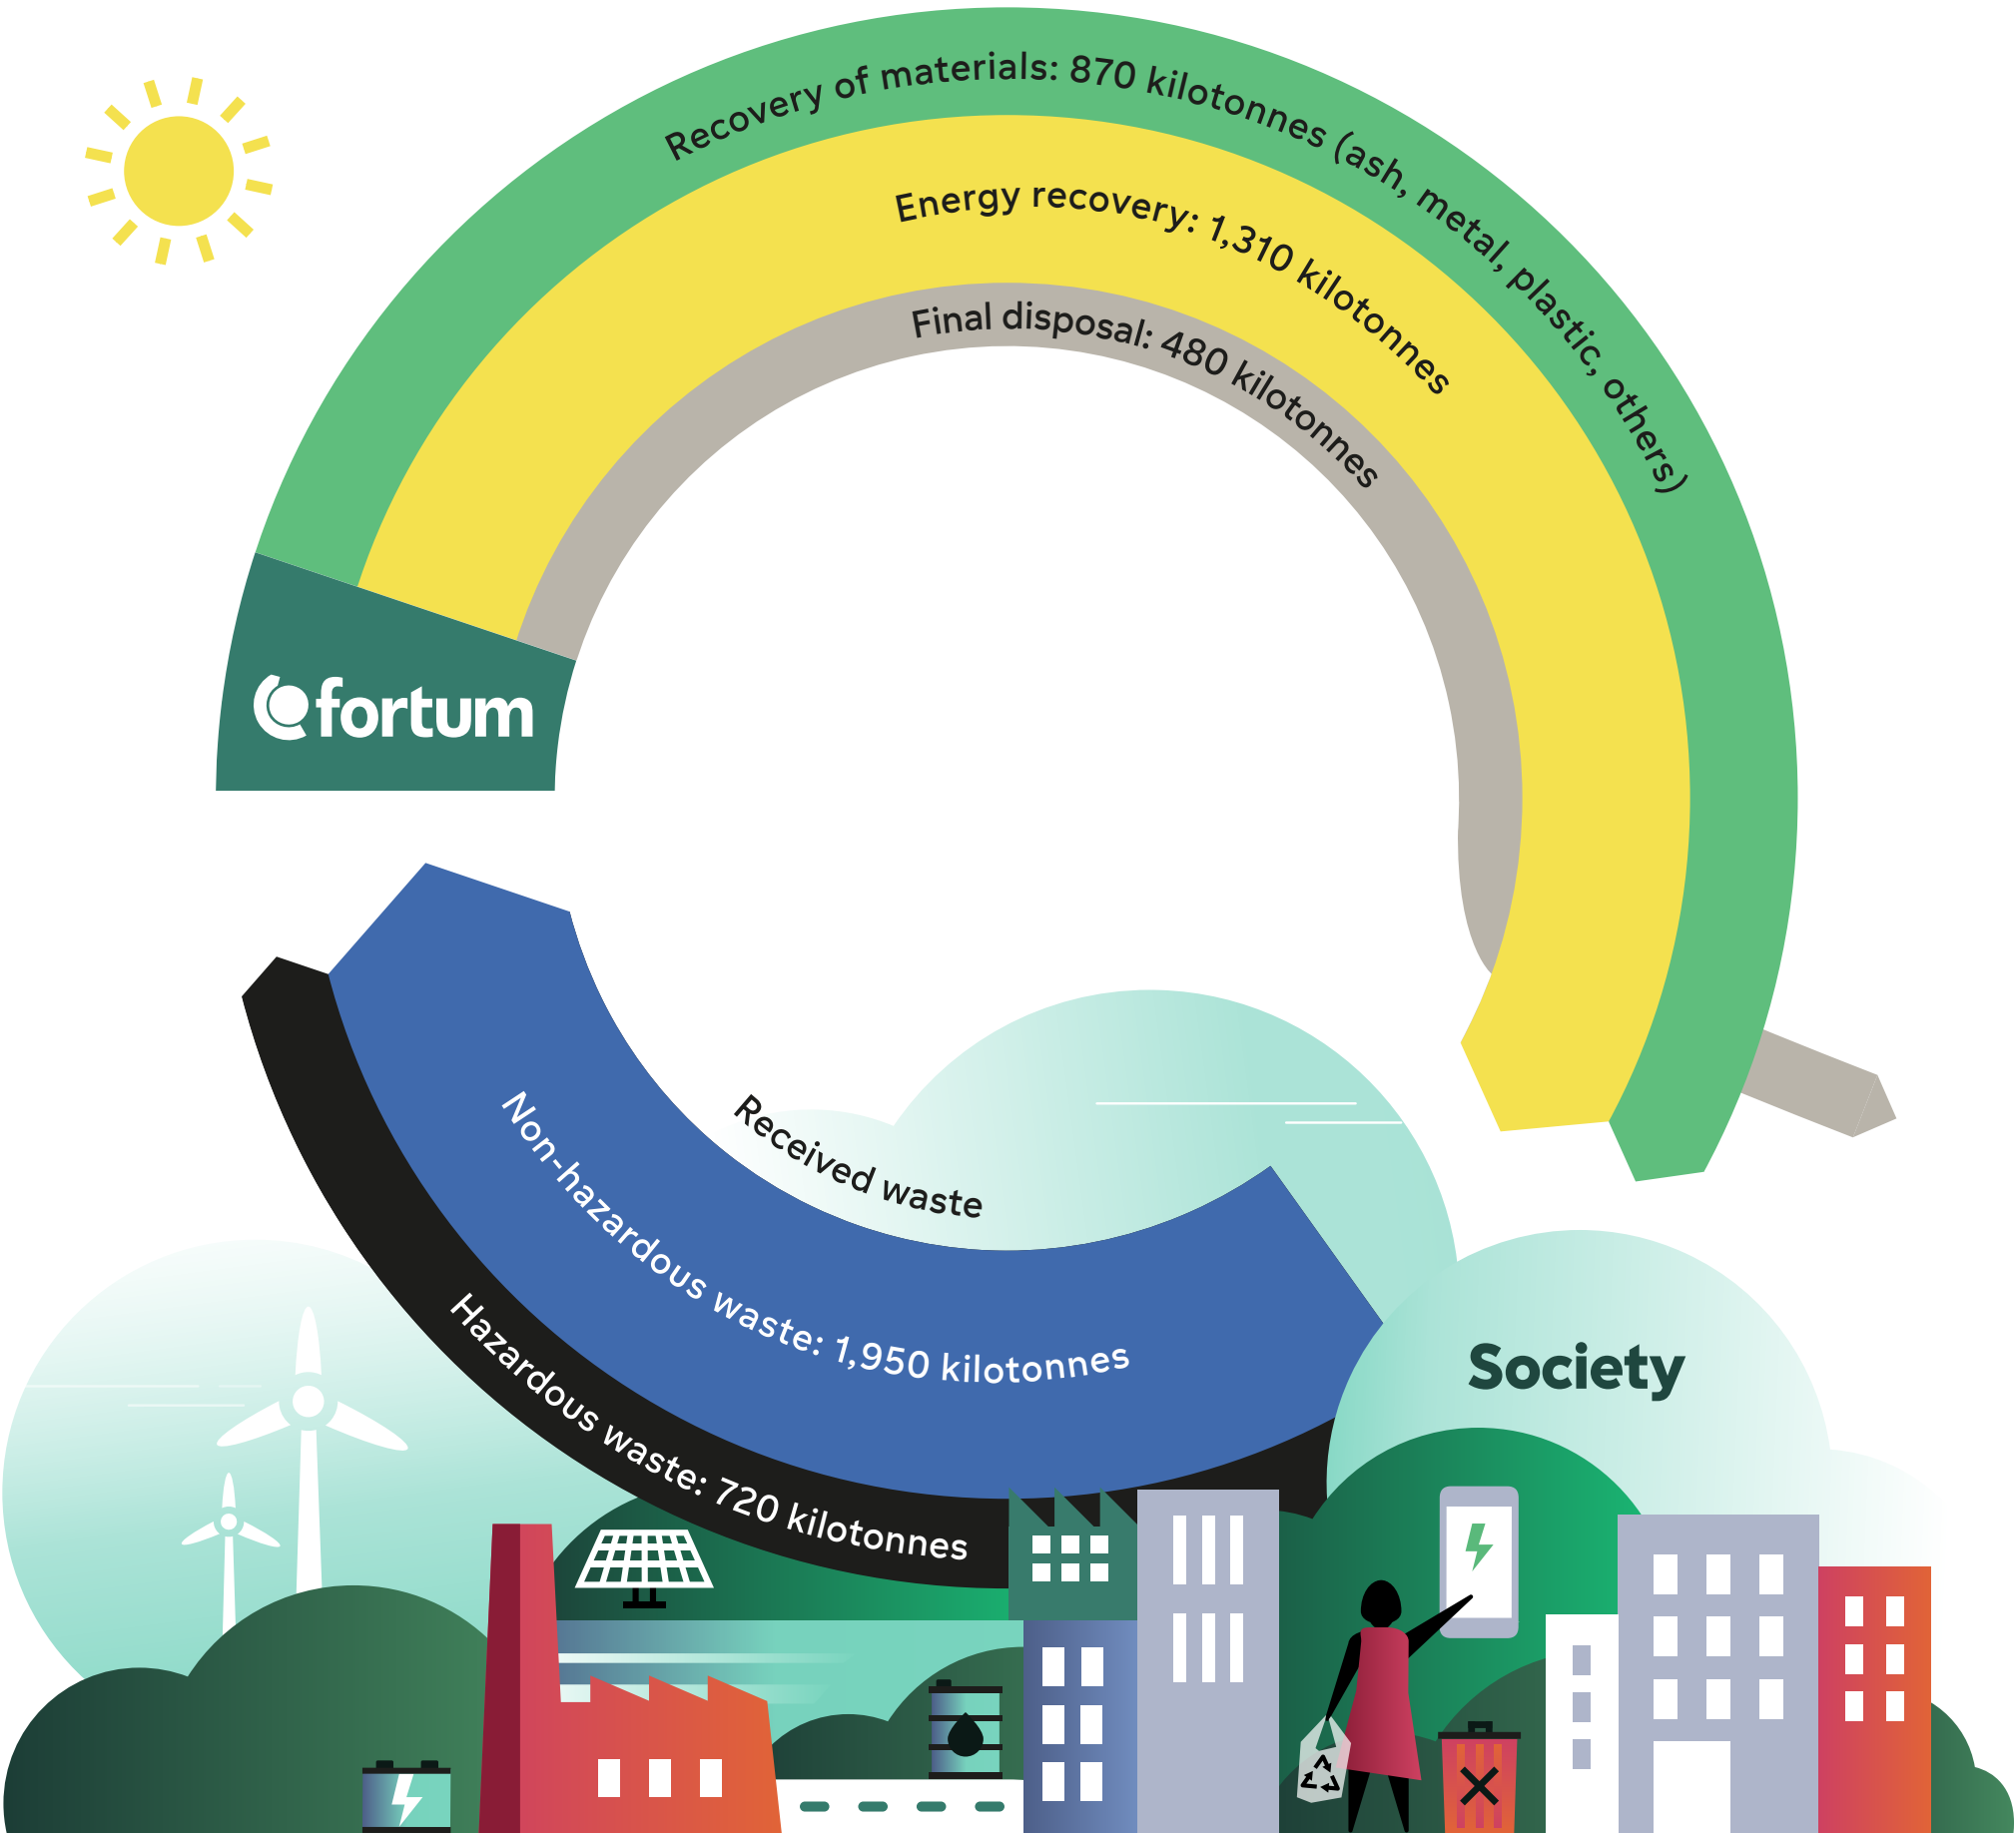 Recovery of materials: 870 kilotonnes (ash, metal, plastic, others)
Energy recovery: 1,310 kilotonnes
Final disposal: 480 kilotonnes
fortum
Received waste
Non-hazardous waste: 1,950 kilotonnes
Hazardous waste: 720 kilotonnes
Society